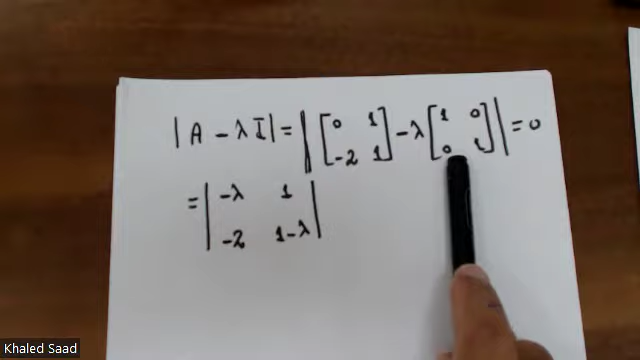 |A - λI| = |[0 1 -2 1] - λ[1 0 0 1]| = 0
= |-λ 1 -2 1-λ|
Khaled Saad